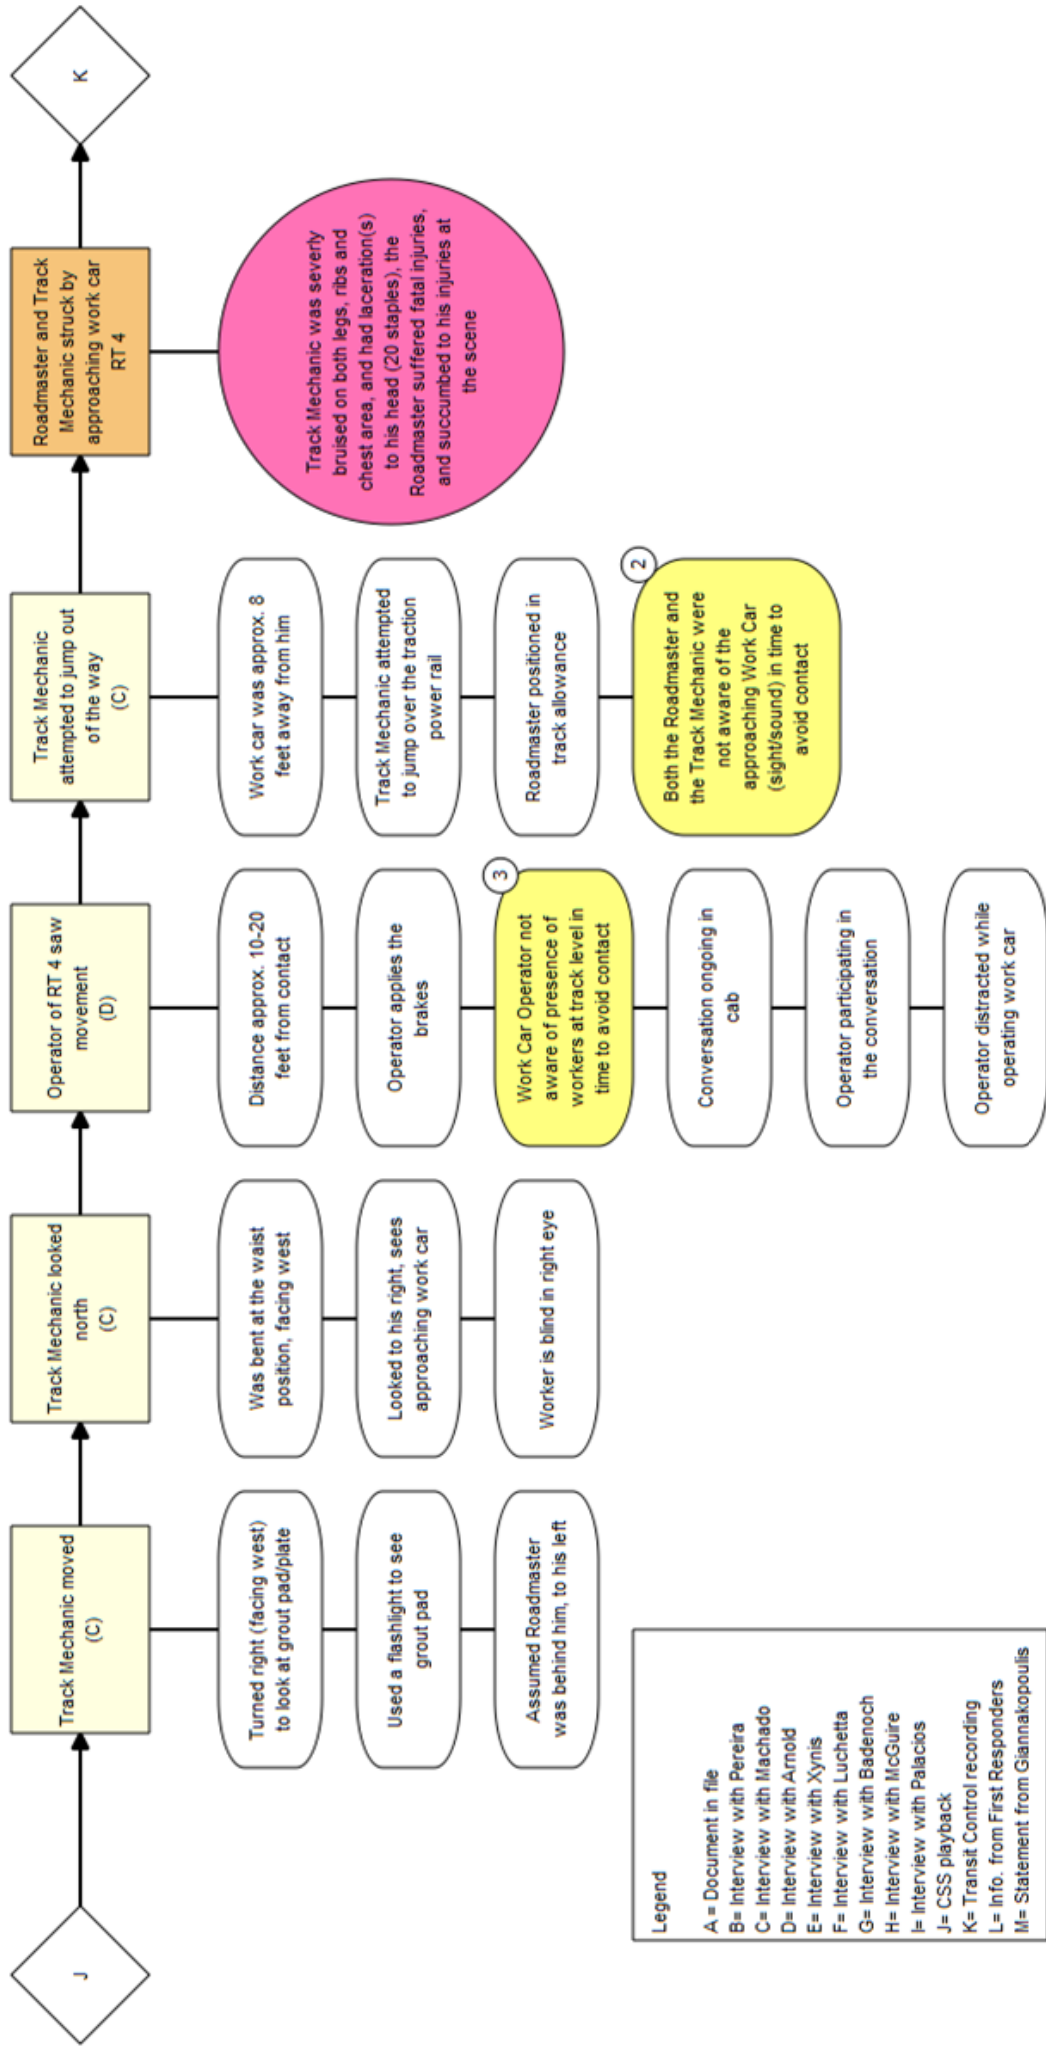 J
Track Mechanic moved
(C)
Turned right (facing west)
to look at grout pad/plate
Used a flashlight to see
grout pad
Assumed Roadmaster
was behind him, to his left
Track Mechanic looked
north
(C)
Was bent at the waist
position, facing west
Looked to his right, sees
approaching work car
Worker is blind in right eye
Operator of RT 4 saw
movement
(D)
Distance approx. 10-20
feet from contact
Operator applies the
brakes
3
Work Car Operator not
aware of presence of
workers at track level in
time to avoid contact
Conversation ongoing in
cab
Operator participating in
the conversation
Operator distracted while
operating work car
Track Mechanic
attempted to jump out
of the way
(C)
Work car was approx. 8
feet away from him
Track Mechanic attempted
to jump over the traction
power rail
Roadmaster positioned in
track allowance
2
Both the Roadmaster and
the Track Mechanic were
not aware of the
approaching Work Car
(sight/sound) in time to
avoid contact
Roadmaster and Track
Mechanic struck by
approaching work car
RT 4
Track Mechanic was severly
bruised on both legs, ribs and
chest area, and had laceration(s)
to his head (20 staples), the
Roadmaster suffered fatal injuries,
and succumbed to his injuries at
the scene
K
Legend
A = Document in file
B= Interview with Pereira
C= Interview with Machado
D= Interview with Arnold
E= Interview with Xynis
F= Interview with Luchetta
G= Interview with Badenoch
H= Interview with McGuire
I= Interview with Palacios
J= CSS playback
K= Transit Control recording
L= Info. from First Responders
M= Statement from Giannakopoulis